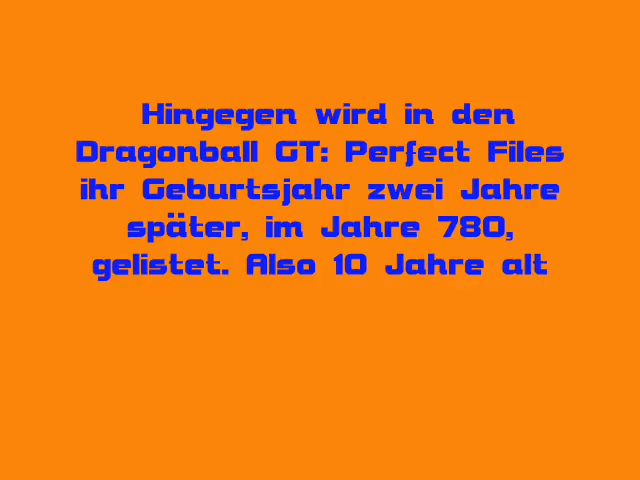 Hingegen wird in den
Dragonball GT: Perfect Files
ihr Geburtsjahr zwei Jahre
später, im Jahre 780,
gelistet. Also 10 Jahre alt